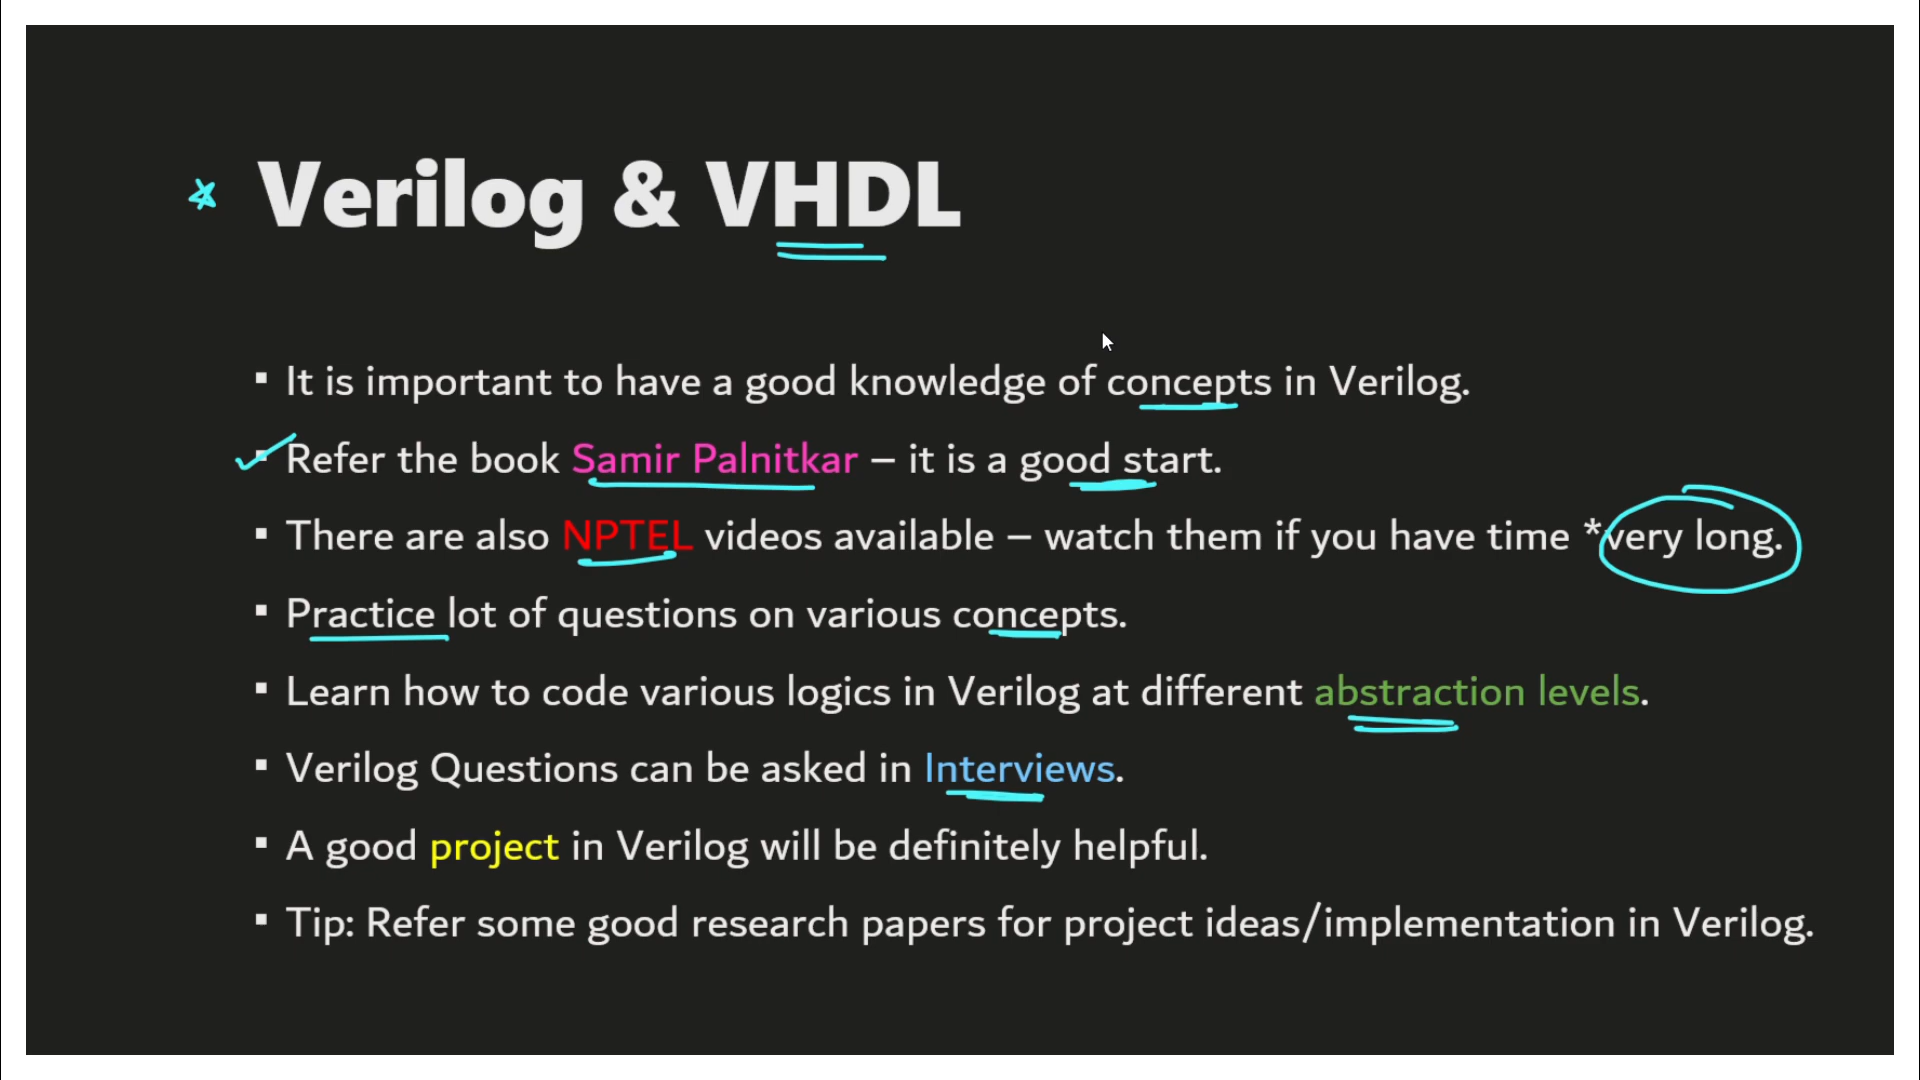 Verilog & VHDL
▪ It is important to have a good knowledge of concepts in Verilog.
▪ Refer the book Samir Palnitkar – it is a good start.
▪ There are also NPTEL videos available – watch them if you have time *very long.
▪ Practice lot of questions on various concepts.
▪ Learn how to code various logics in Verilog at different abstraction levels.
▪ Verilog Questions can be asked in Interviews.
▪ A good project in Verilog will be definitely helpful.
▪ Tip: Refer some good research papers for project ideas/implementation in Verilog.